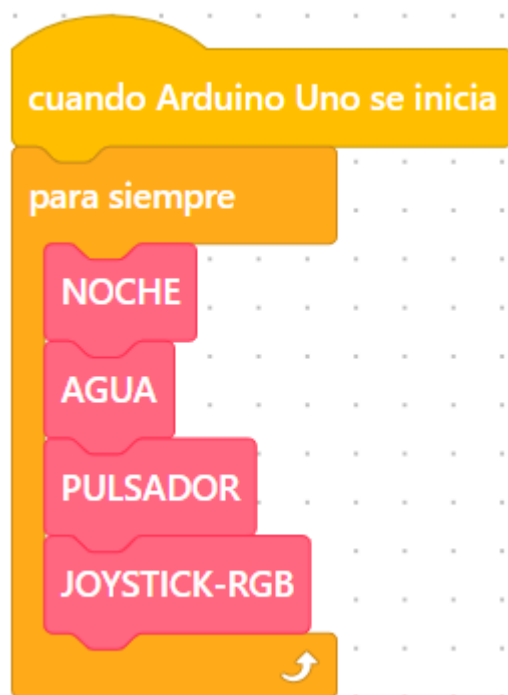 cuando Arduino Uno se inicia
para siempre
NOCHE
AGUA
PULSADOR
JOYSTICK-RGB